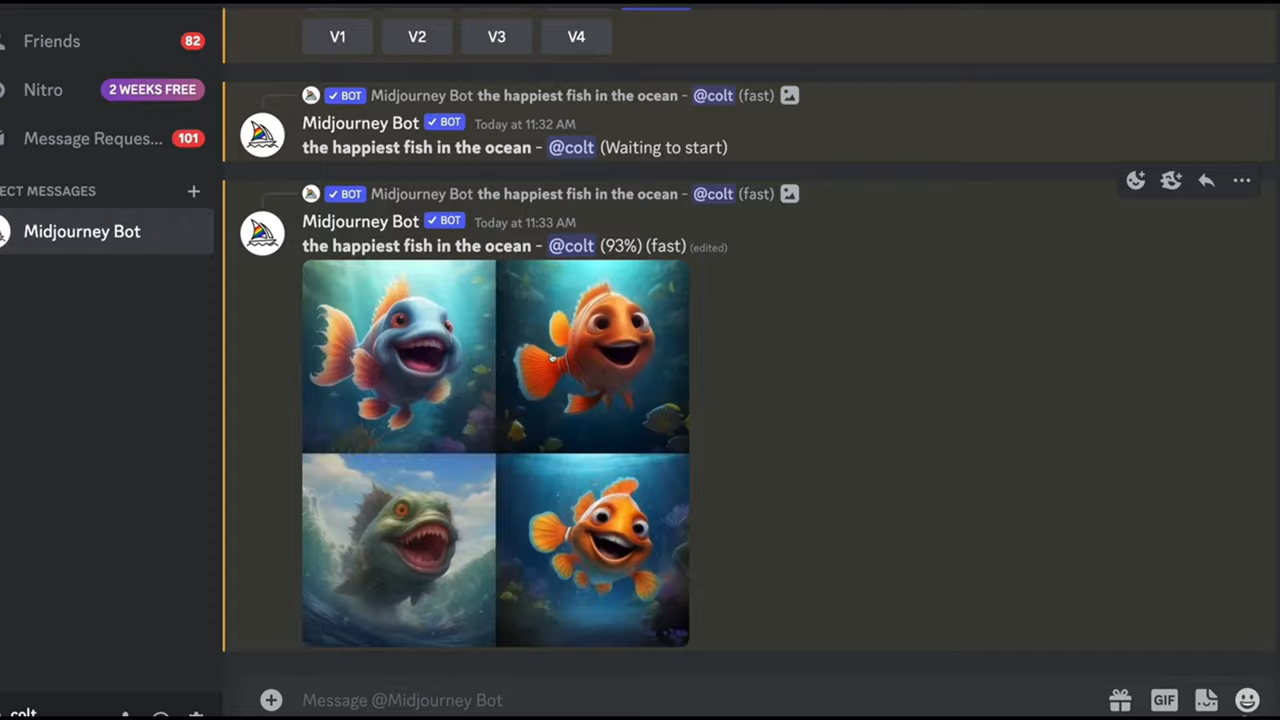 Friends 82
Nitro 2 WEEKS FREE
Message Reques... 101
ECT MESSAGES +
Midjourney Bot
colt
V1 V2 V3 V4
✓ BOT Midjourney Bot the happiest fish in the ocean - @colt (fast)
Midjourney Bot ✓ BOT Today at 11:32 AM
the happiest fish in the ocean - @colt (Waiting to start)
✓ BOT Midjourney Bot the happiest fish in the ocean - @colt (fast)
Midjourney Bot ✓ BOT Today at 11:33 AM
the happiest fish in the ocean - @colt (93%) (fast) (edited)
Message @Midjourney Bot
GIF